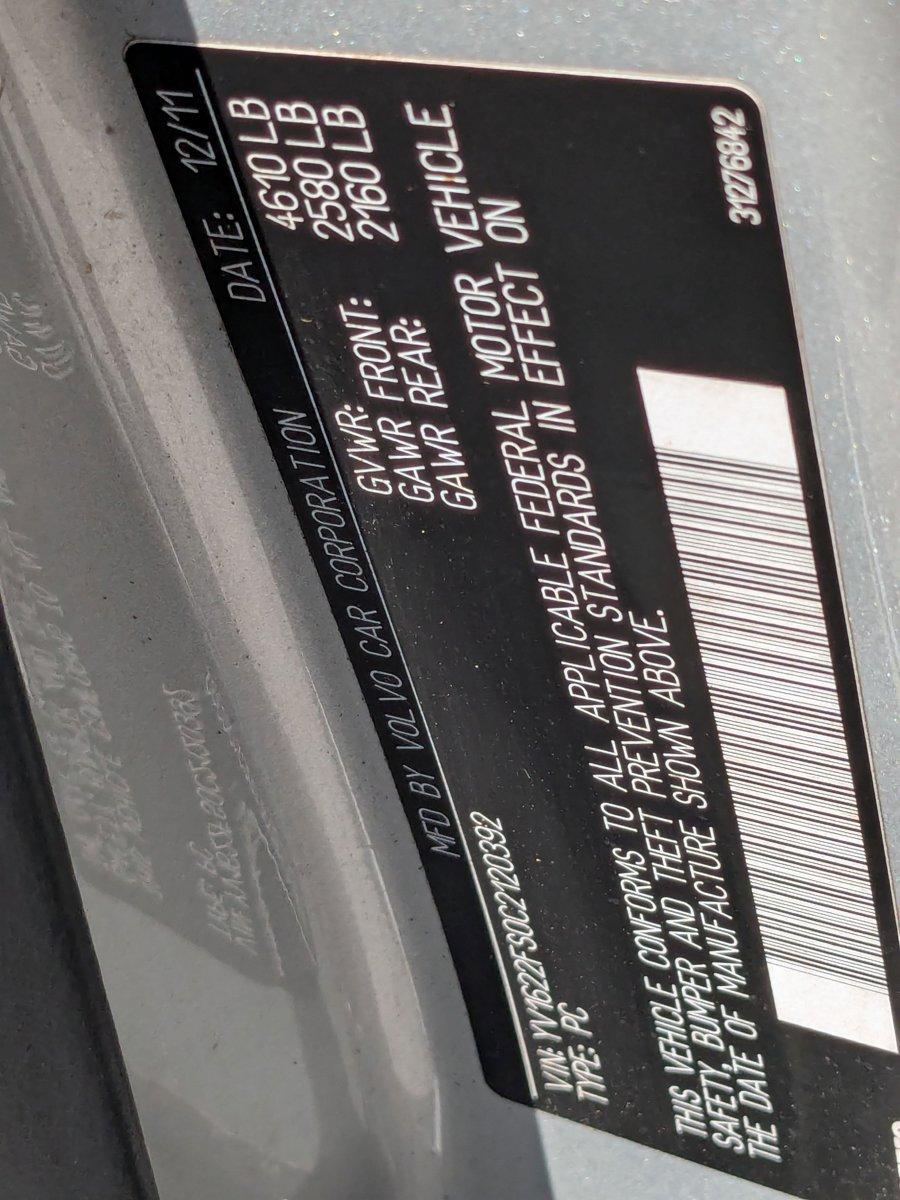 MFD BY VOLVO CAR CORPORATION DATE: 12/11
GVWR: 4610 LB
GAWR FRONT: 2580 LB
GAWR REAR: 2160 LB
VIN: YV1622FS0C2120392
TYPE: PC
THIS VEHICLE CONFORMS TO ALL APPLICABLE FEDERAL MOTOR VEHICLE
SAFETY, BUMPER AND THEFT PREVENTION STANDARDS IN EFFECT ON
THE DATE OF MANUFACTURE SHOWN ABOVE.
31276842